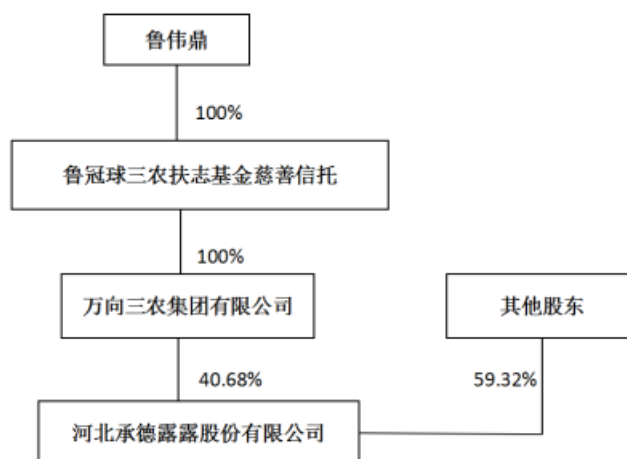 鲁伟鼎
100%
鲁冠球三农扶志基金慈善信托
100%
万向三农集团有限公司
其他股东
40.68%
59.32%
河北承德露露股份有限公司